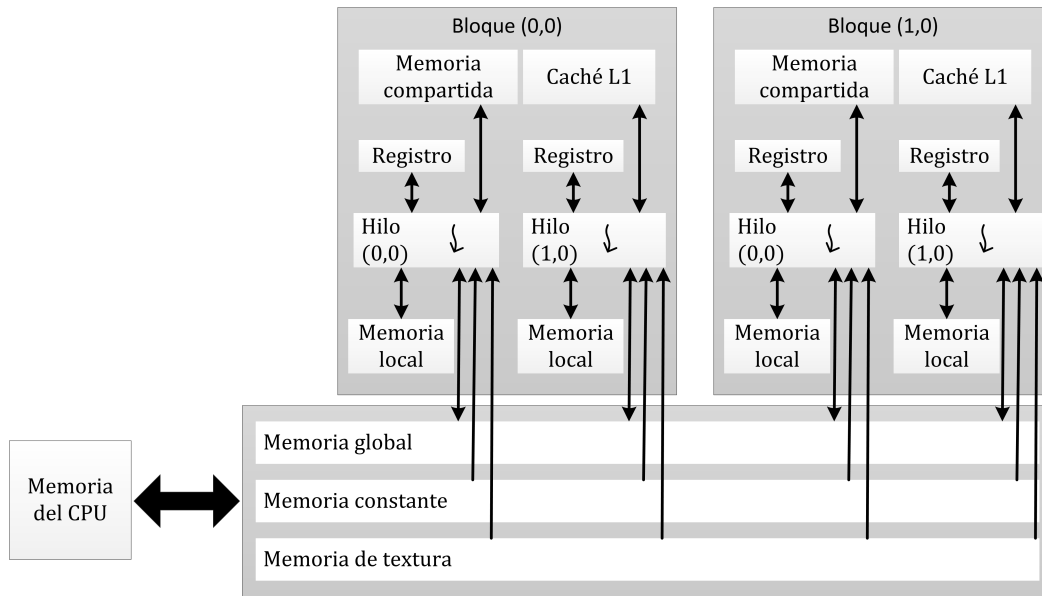 Bloque (0,0)
Memoria
compartida
Caché L1
Registro
Registro
Hilo
(0,0)
Hilo
(1,0)
Memoria
local
Memoria
local
Bloque (1,0)
Memoria
compartida
Caché L1
Registro
Registro
Hilo
(0,0)
Hilo
(1,0)
Memoria
local
Memoria
local
Memoria
del CPU
Memoria global
Memoria constante
Memoria de textura